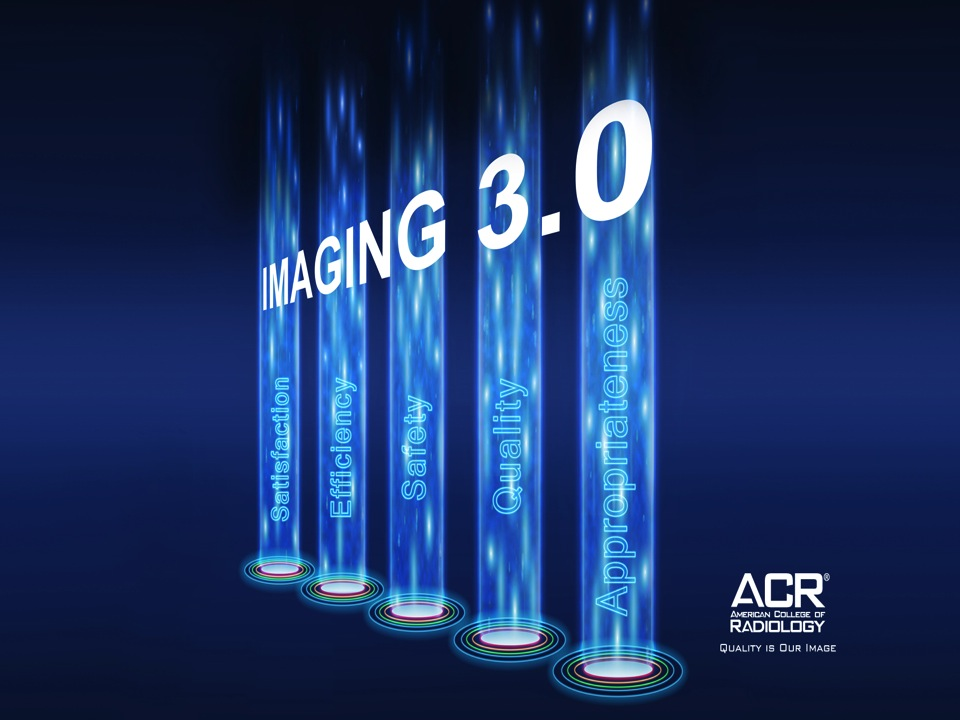 IMAGING 3.0
Satisfaction
Efficiency
Safety
Quality
Appropriateness
ACR®
AMERICAN COLLEGE OF
RADIOLOGY
QUALITY IS OUR IMAGE